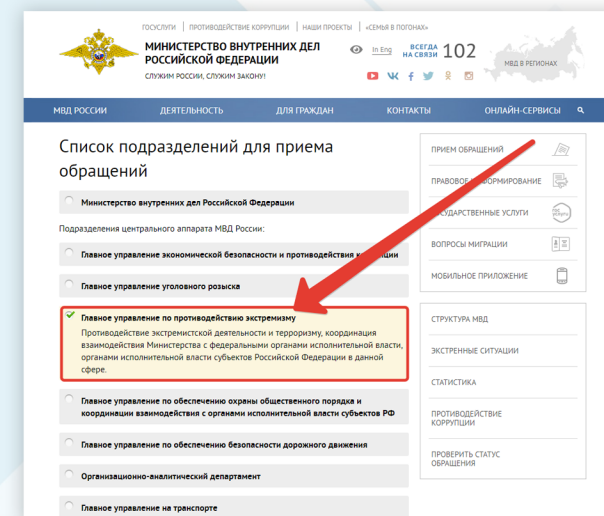 ГОСУСЛУГИ | ПРОТИВОДЕЙСТВИЕ КОРРУПЦИИ | НАШИ ПРОЕКТЫ | «СЕМЬЯ В ПОГОНАХ»
МИНИСТЕРСТВО ВНУТРЕННИХ ДЕЛ
РОССИЙСКОЙ ФЕДЕРАЦИИ
СЛУЖИМ РОССИИ, СЛУЖИМ ЗАКОНУ!
In Eng
ВСЕГДА
НА СВЯЗИ 102
МВД В РЕГИОНАХ
МВД РОССИИ ДЕЯТЕЛЬНОСТЬ ДЛЯ ГРАЖДАН КОНТАКТЫ ОНЛАЙН-СЕРВИСЫ
Список подразделений для приема
обращений
Министерство внутренних дел Российской Федерации
Подразделения центрального аппарата МВД России:
Главное управление экономической безопасности и противодействия
Главное управление уголовного розыска
Главное управление по противодействию экстремизму
Противодействие экстремистской деятельности и терроризму, координация
взаимодействия Министерства с федеральными органами исполнительной власти,
органами исполнительной власти субъектов Российской Федерации в данной
сфере.
Главное управление по обеспечению охраны общественного порядка и
координации взаимодействия с органами исполнительной власти субъектов РФ
Главное управление по обеспечению безопасности дорожного движения
Организационно-аналитический департамент
Главное управление на транспорте
ПРИЕМ ОБРАЩЕНИЙ
ПРАВОВОЕ
УСЛУГИ
ВОПРОСЫ МИГРАЦИИ
МОБИЛЬНОЕ ПРИЛОЖЕНИЕ
СТРУКТУРА МВД
ЭКСТРЕННЫЕ СИТУАЦИИ
СТАТИСТИКА
ПРОТИВОДЕЙСТВИЕ
КОРРУПЦИИ
ПРОВЕРИТЬ СТАТУС
ОБРАЩЕНИЯ